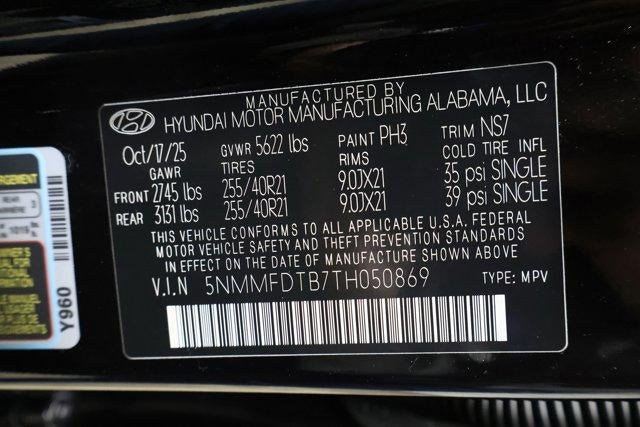 MANUFACTURED BY
HYUNDAI MOTOR MANUFACTURING ALABAMA, LLC
Oct/17/25 GVWR 5622 lbs PAINT PH3 TRIM NS7
GAWR TIRES RIMS COLD TIRE INFL
FRONT 2745 lbs 255/40R21 9.0JX21 35 psi SINGLE
REAR 3131 lbs 255/40R21 9.0JX21 39 psi SINGLE
THIS VEHICLE CONFORMS TO ALL APPLICABLE U.S.A. FEDERAL
MOTOR VEHICLE SAFETY AND THEFT PREVENTION STANDARDS
IN EFFECT ON THE DATE OF MANUFACTURE SHOWN ABOVE.
V.I.N 5NMMFDTB7TH050869 TYPE: MPV
REAR
Y960